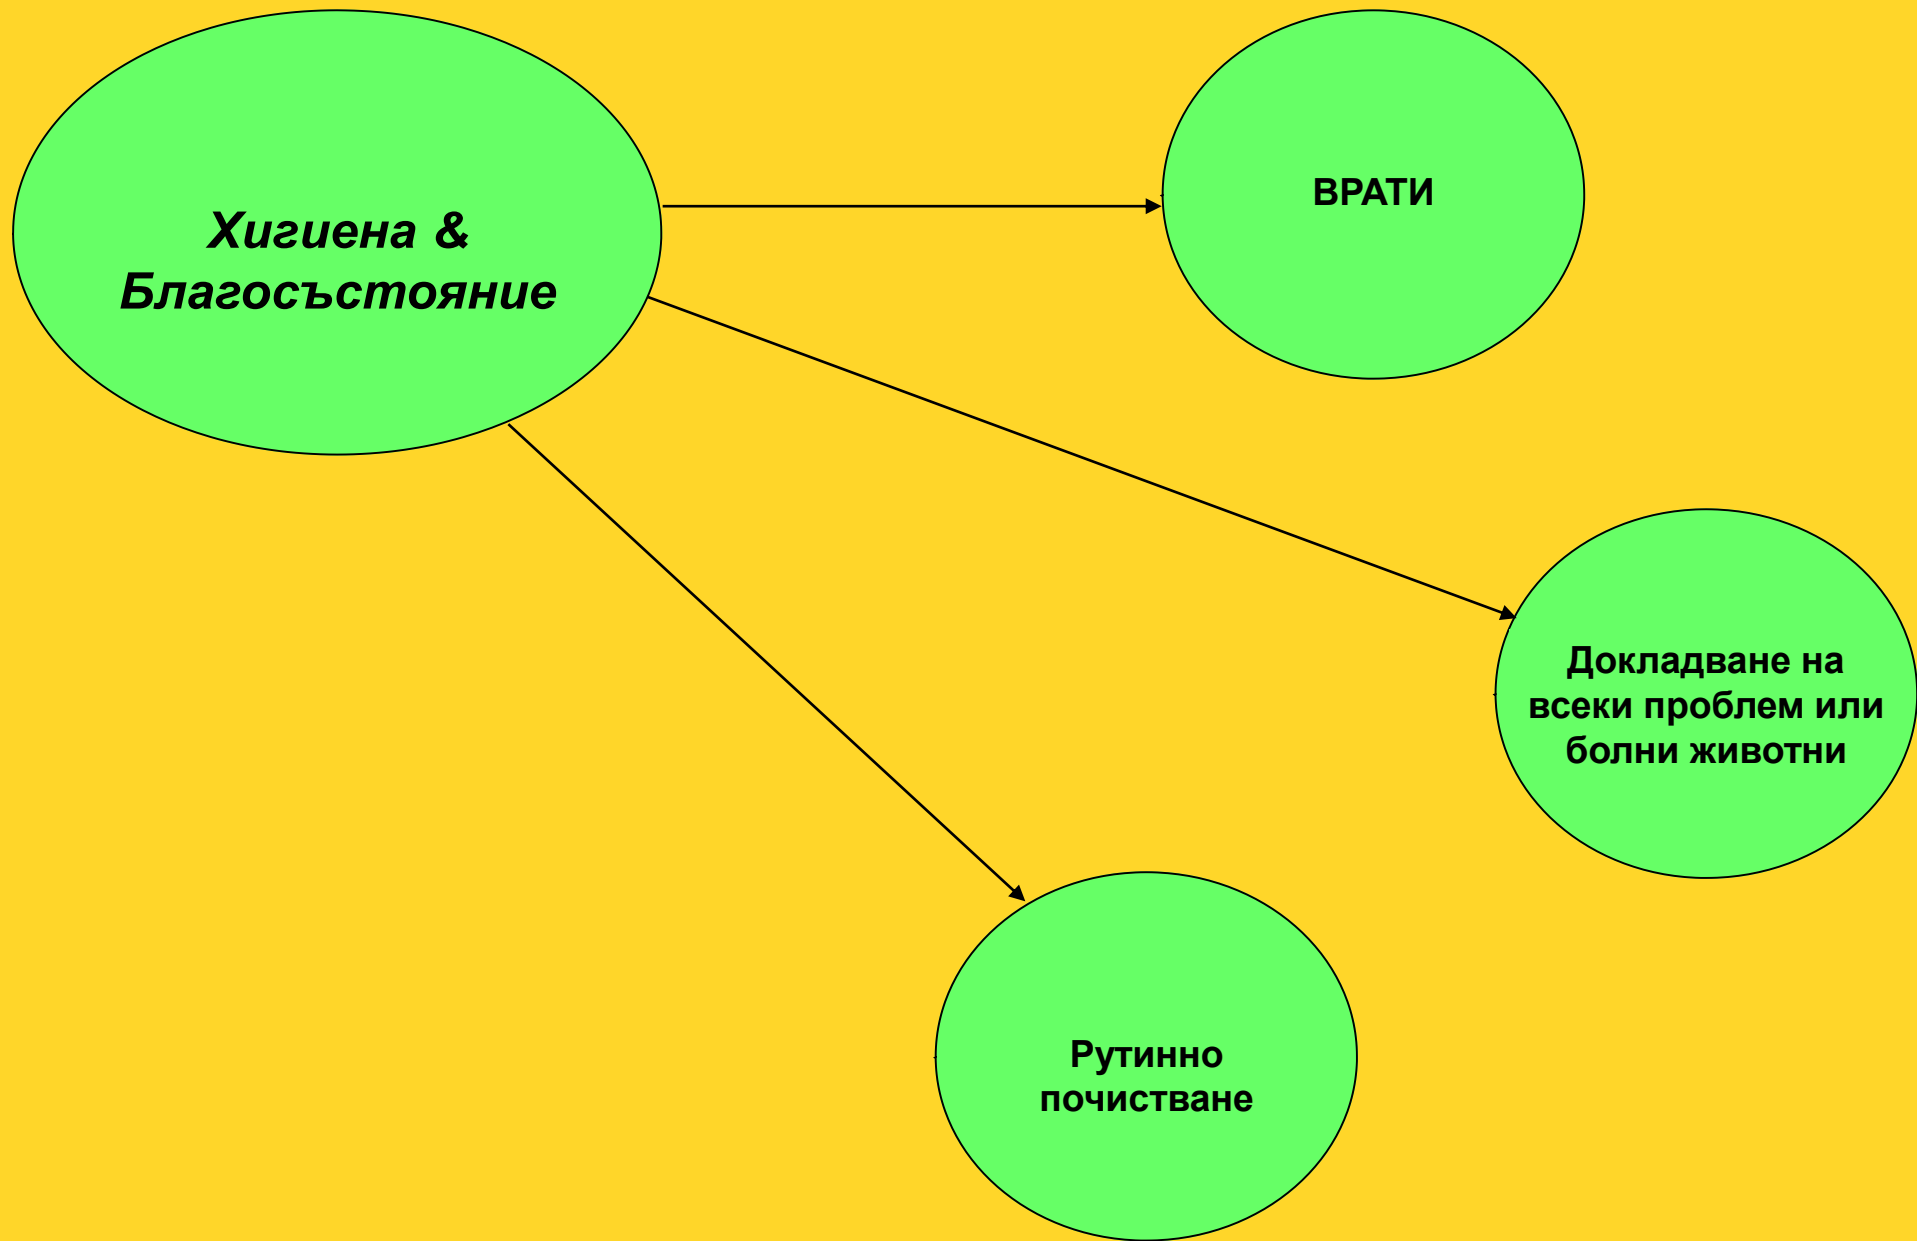 Хигиена &
Благосъстояние
ВРАТИ
Докладване на
всеки проблем или
болни животни
Рутинно
почистване